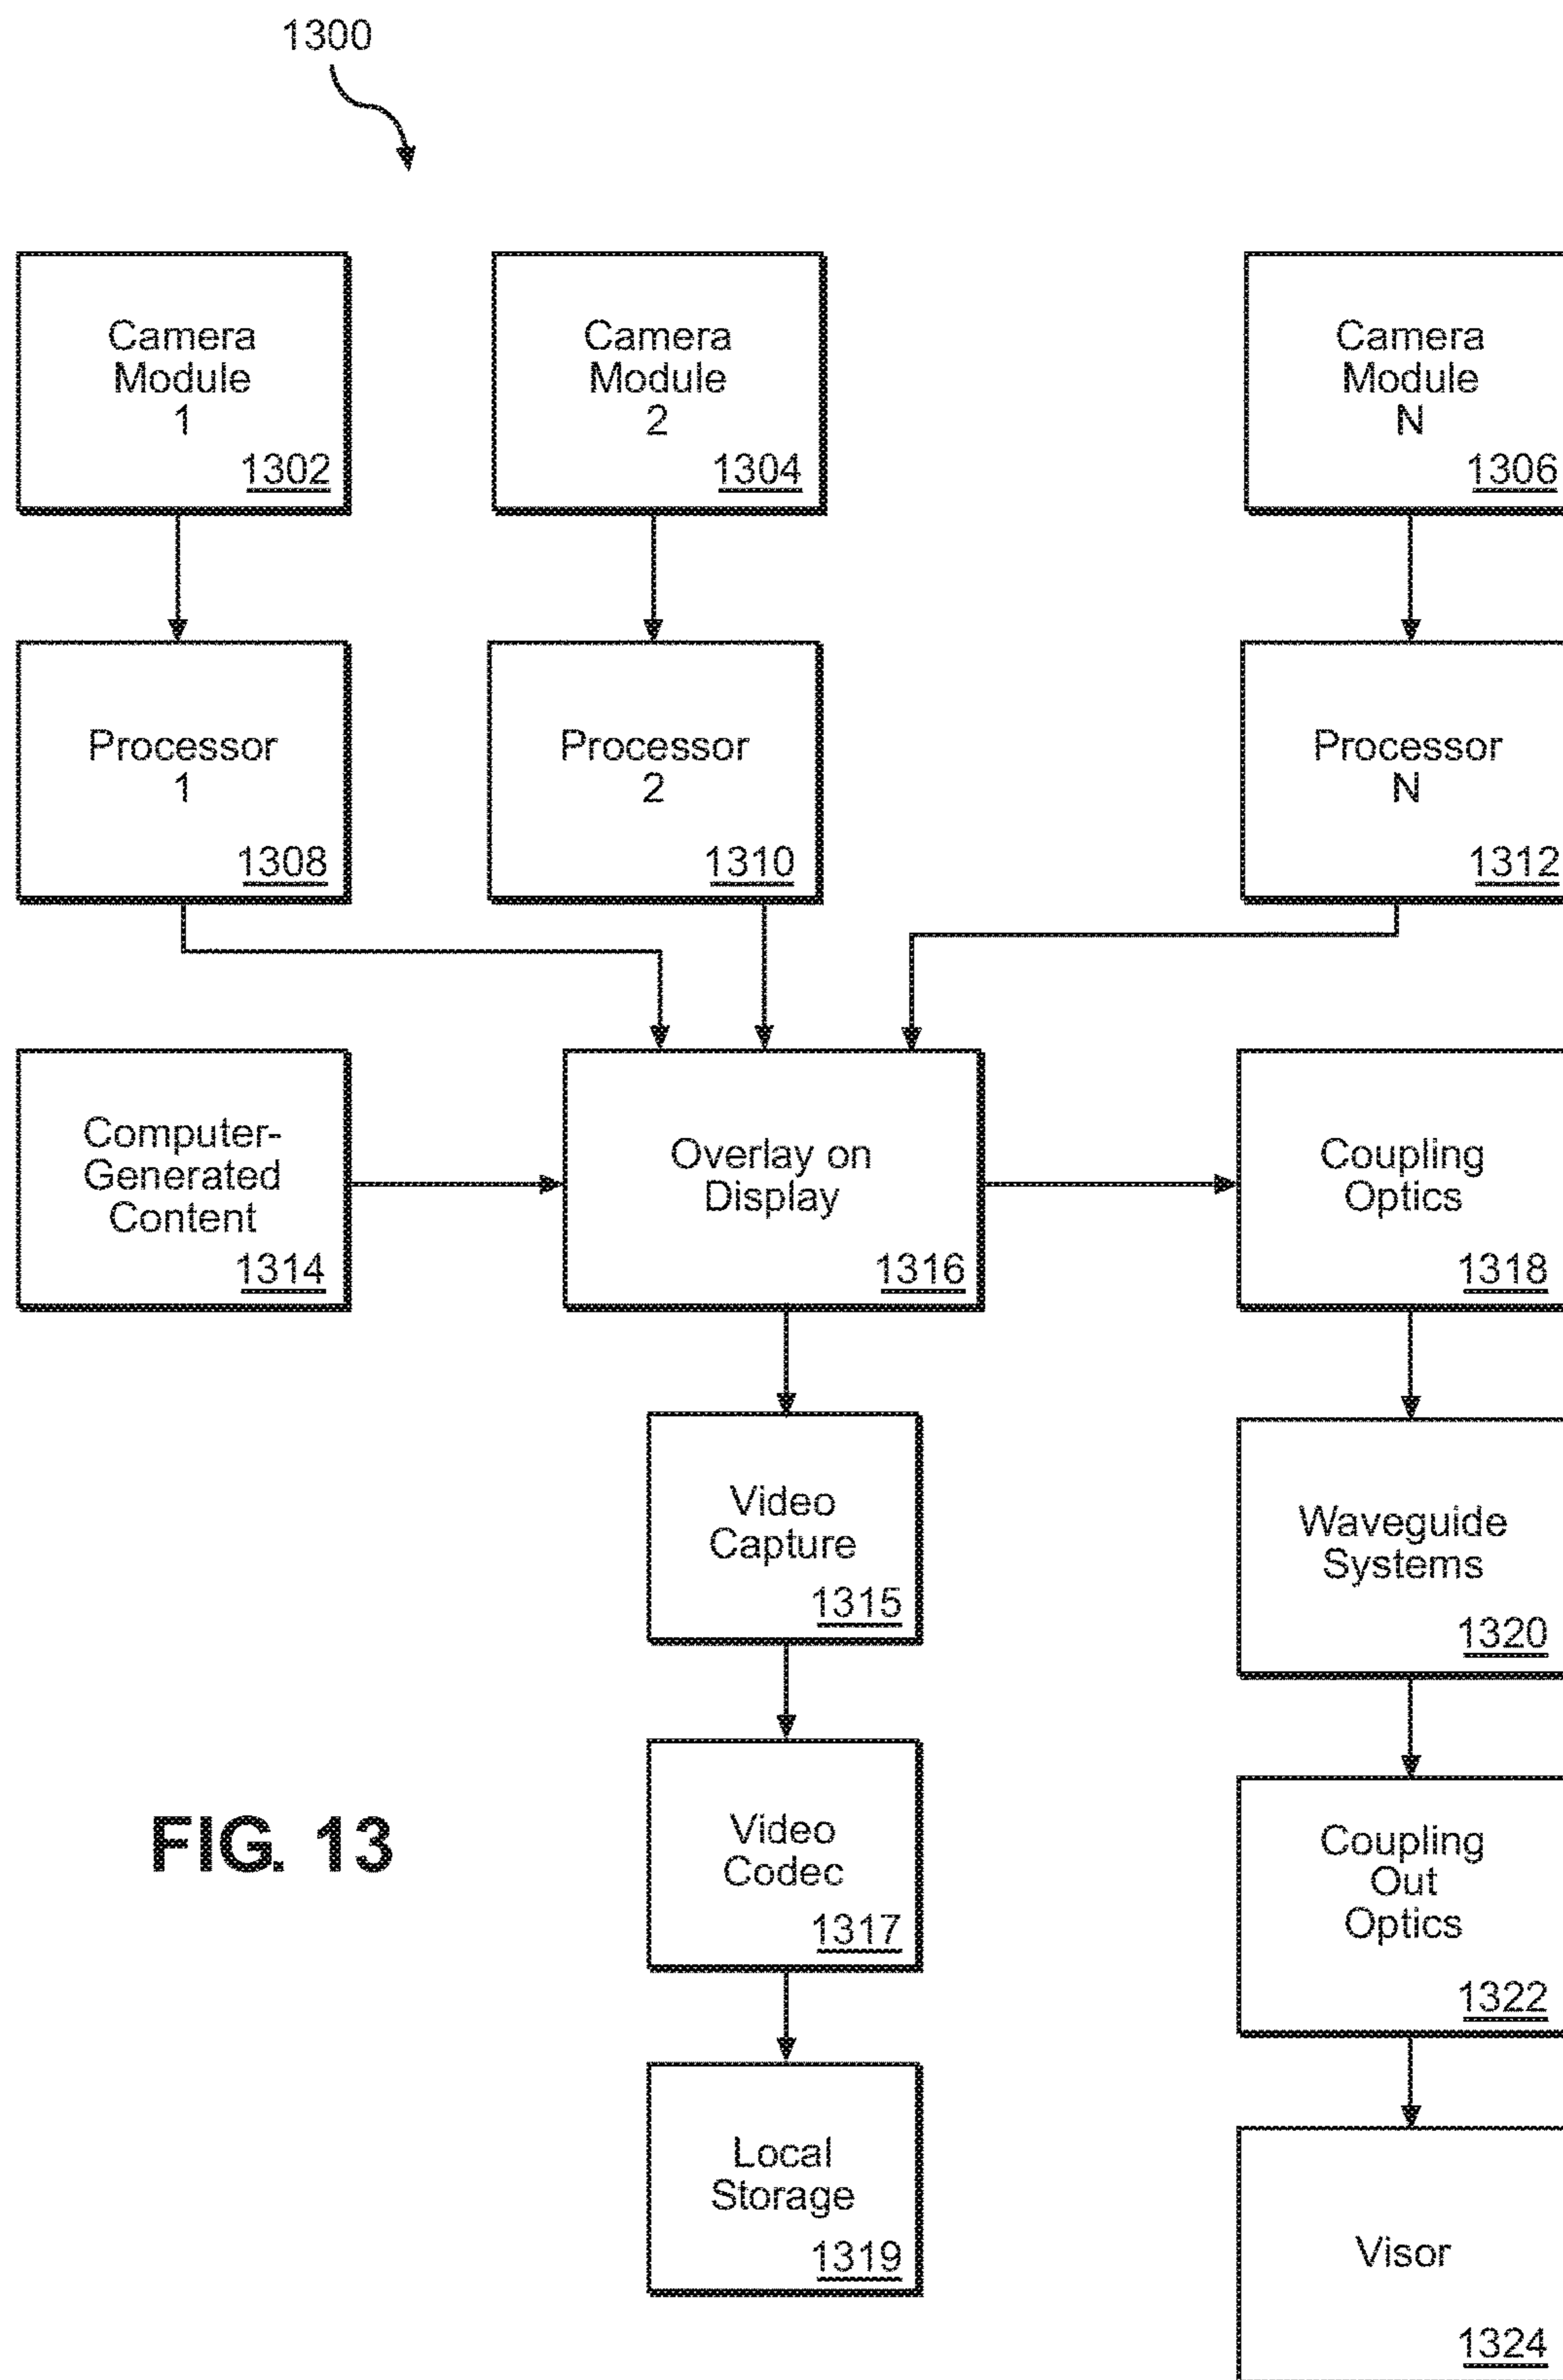 1300
Camera
Module
1
1302
Camera
Module
2
1304
Camera
Module
N
1306
Processor
1
1308
Processor
2
1310
Processor
N
1312
Computer-
Generated
Content
1314
Overlay on
Display
1316
Coupling
Optics
1318
Video
Capture
1315
Waveguide
Systems
1320
Video
Codec
1317
Coupling
Out
Optics
1322
FIG. 13
Local
Storage
1319
Visor
1324